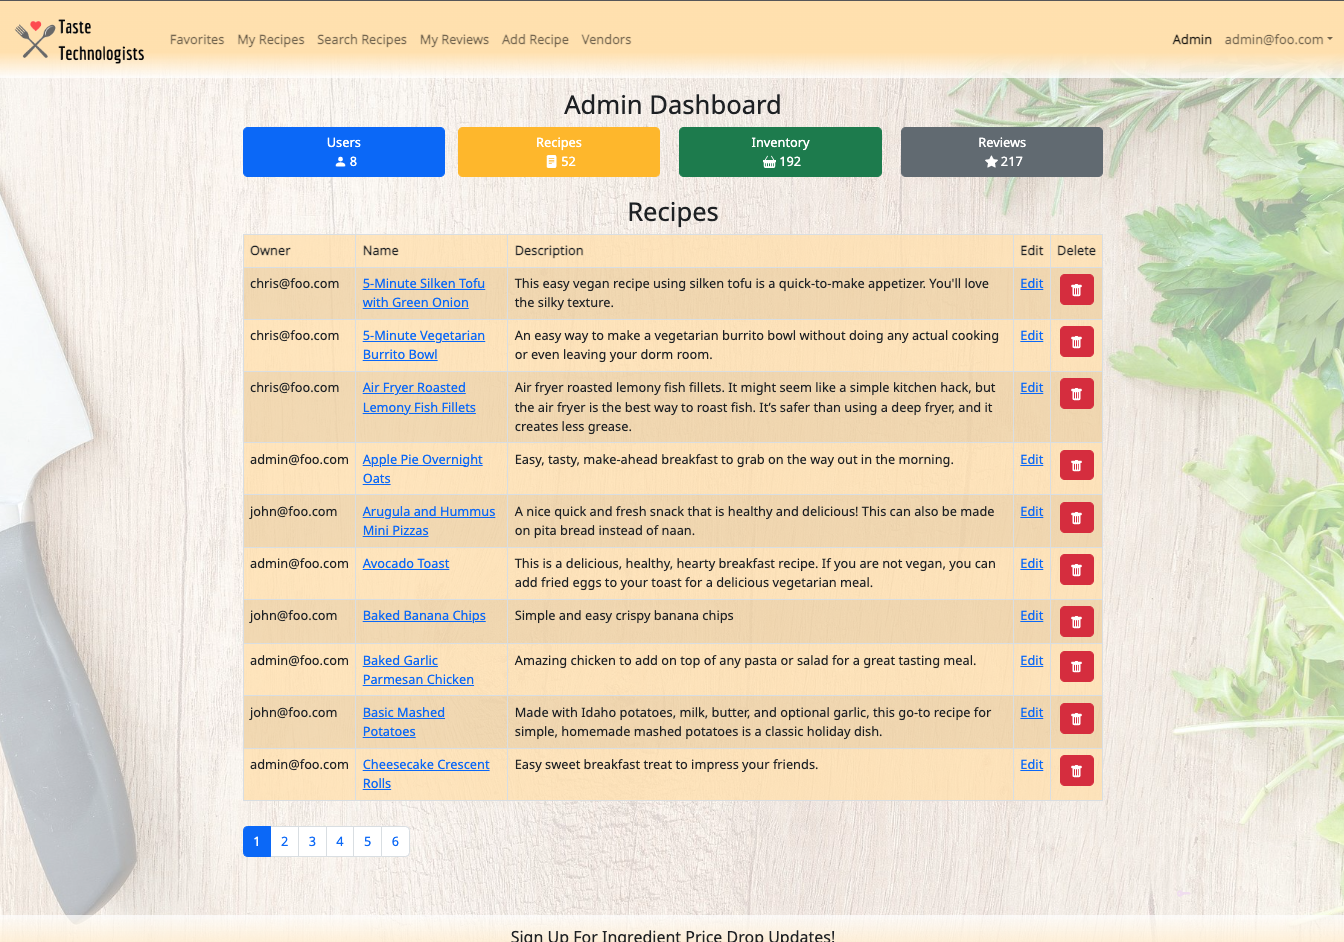 Taste
Technologists
Favorites My Recipes Search Recipes My Reviews Add Recipe Vendors Admin admin@foo.com
Admin Dashboard
Users
8
Recipes
52
Inventory
192
Reviews
217
Recipes
Owner Name Description Edit Delete
chris@foo.com 5-Minute Silken Tofu This easy vegan recipe using silken tofu is a quick-to-make appetizer. You'll love Edit
with Green Onion the silky texture.
chris@foo.com 5-Minute Vegetarian An easy way to make a vegetarian burrito bowl without doing any actual cooking Edit
Burrito Bowl or even leaving your dorm room.
chris@foo.com Air Fryer Roasted Air fryer roasted lemony fish fillets. It might seem like a simple kitchen hack, but Edit
Lemony Fish Fillets the air fryer is the best way to roast fish. It's safer than using a deep fryer, and it
creates less grease.
admin@foo.com Apple Pie Overnight Easy, tasty, make-ahead breakfast to grab on the way out in the morning. Edit
Oats
john@foo.com Arugula and Hummus A nice quick and fresh snack that is healthy and delicious! This can also be made Edit
Mini Pizzas on pita bread instead of naan.
admin@foo.com Avocado Toast This is a delicious, healthy, hearty breakfast recipe. If you are not vegan, you can Edit
add fried eggs to your toast for a delicious vegetarian meal.
john@foo.com Baked Banana Chips Simple and easy crispy banana chips Edit
admin@foo.com Baked Garlic Amazing chicken to add on top of any pasta or salad for a great tasting meal. Edit
Parmesan Chicken
john@foo.com Basic Mashed Made with Idaho potatoes, milk, butter, and optional garlic, this go-to recipe for Edit
Potatoes simple, homemade mashed potatoes is a classic holiday dish.
admin@foo.com Cheesecake Crescent Easy sweet breakfast treat to impress your friends. Edit
Rolls
1 2 3 4 5 6
Sign Up For Ingredient Price Drop Updates!